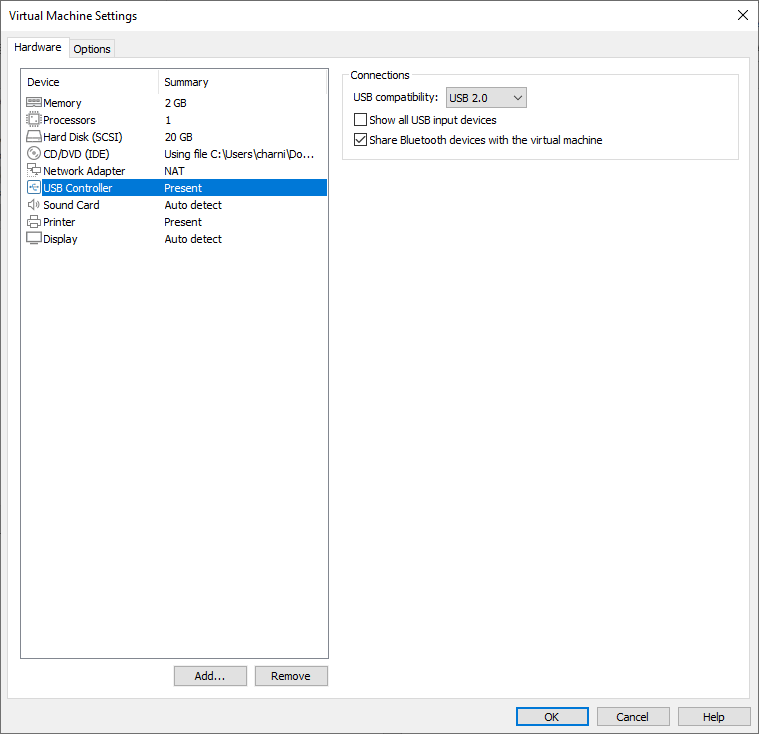 Virtual Machine Settings
Hardware Options
Device Summary
Memory 2 GB
Processors 1
Hard Disk (SCSI) 20 GB
CD/DVD (IDE) Using file C:\Users\charni\Do...
Network Adapter NAT
USB Controller Present
Sound Card Auto detect
Printer Present
Display Auto detect
Add... Remove
Connections
USB compatibility: USB 2.0
Show all USB input devices
Share Bluetooth devices with the virtual machine
OK Cancel Help